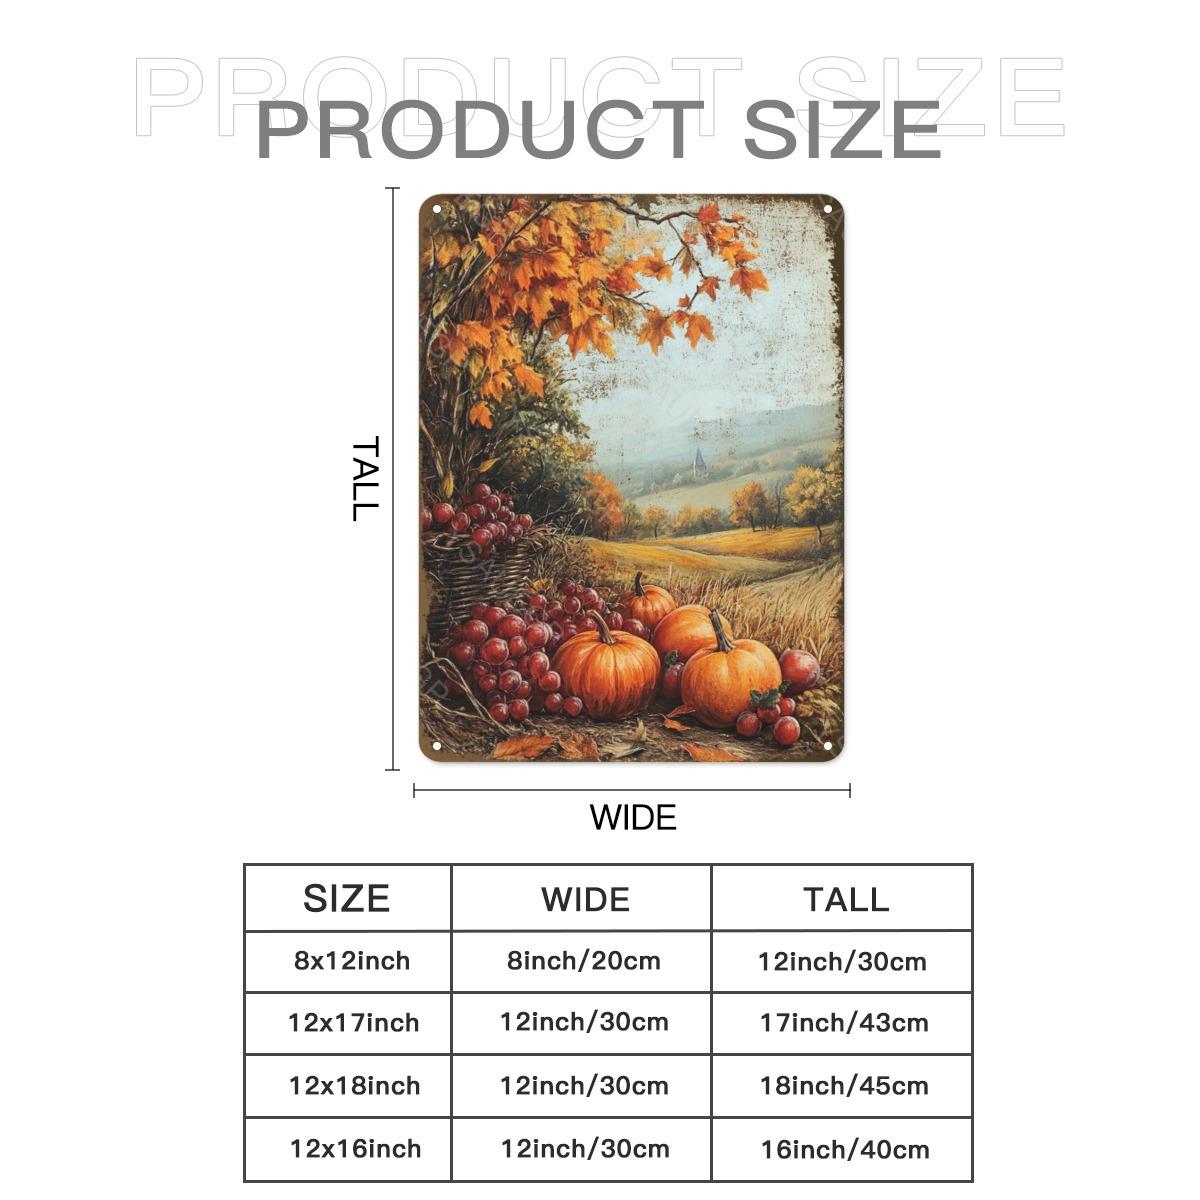 PRODUCT SIZE
PRODUCT SIZE
TALL
WIDE
SIZE WIDE TALL
8x12inch 8inch/20cm 12inch/30cm
12x17inch 12inch/30cm 17inch/43cm
12x18inch 12inch/30cm 18inch/45cm
12x16inch 12inch/30cm 16inch/40cm